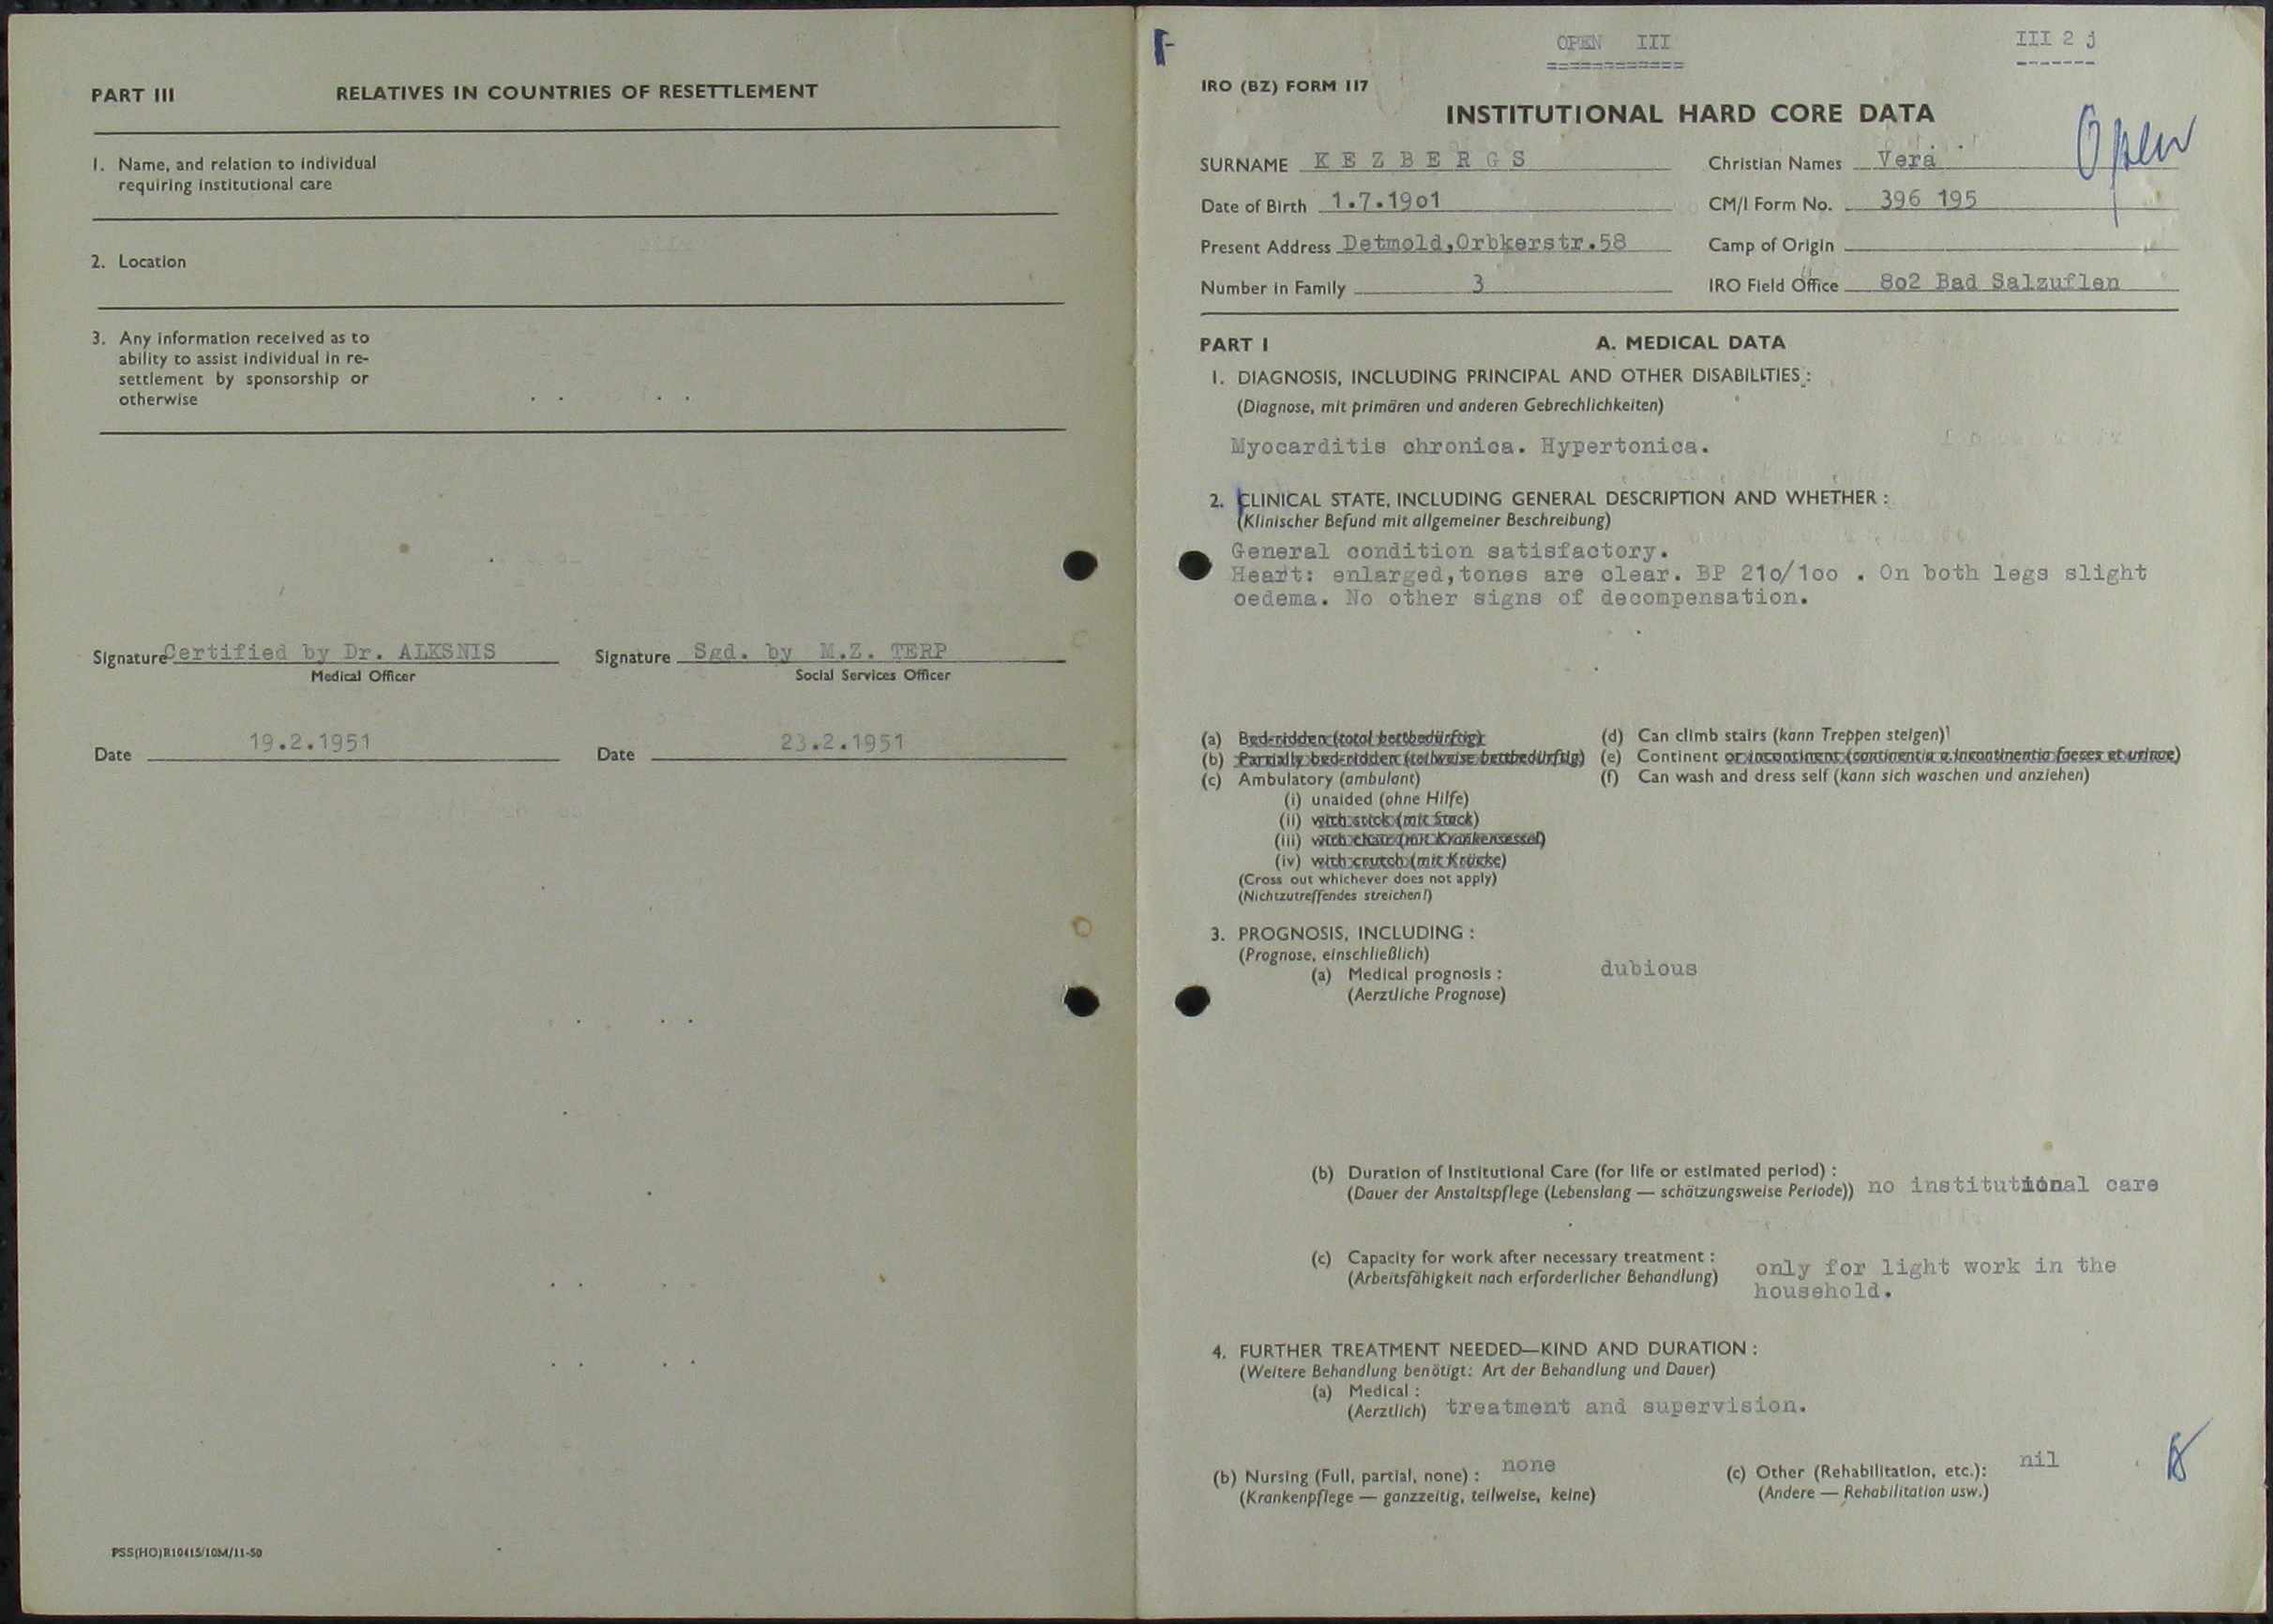 PART III RELATIVES IN COUNTRIES OF RESETTLEMENT
1. Name, and relation to individual
requiring institutional care
2. Location
3. Any information received as to
ability to assist individual in re-
settlement by sponsorship or
otherwise
Signature Certified by Dr. ALKSNIS Signature Sgd. by M.Z. TERP
Medical Officer Social Services Officer
Date 19.2.1951 Date 23.2.1951
PSS(HO)R10415/10M/11-50
OPEN III III 2 j
IRO (BZ) FORM 117
INSTITUTIONAL HARD CORE DATA
Open
SURNAME K E Z B E R G S Christian Names Vera
Date of Birth 1.7.19o1 CM/I Form No. 396 195
Present Address Detmold,Orbkerstr.58 Camp of Origin
Number in Family 3 IRO Field Office 8o2 Bad Salzuflen
PART I A. MEDICAL DATA
1. DIAGNOSIS, INCLUDING PRINCIPAL AND OTHER DISABILITIES :
(Diagnose, mit primären und anderen Gebrechlichkeiten)
Myocarditis chronica. Hypertonica.
2. CLINICAL STATE, INCLUDING GENERAL DESCRIPTION AND WHETHER :
(Klinischer Befund mit allgemeiner Beschreibung)
General condition satisfactory.
Heart: enlarged,tones are clear. BP 21o/1oo . On both legs slight
oedema. No other signs of decompensation.
(a) Bed-ridden (total bettbedürftig) (d) Can climb stairs (kann Treppen steigen)
(b) Partially bed-ridden (teilweise bettbedürftig) (e) Continent or incontinent (continentia o.incontinentia faeces et urinae)
(c) Ambulatory (ambulant) (f) Can wash and dress self (kann sich waschen und anziehen)
(i) unaided (ohne Hilfe)
(ii) with stick (mit Stock)
(iii) with chair (mit Krankensessel)
(iv) with crutch (mit Krücke)
(Cross out whichever does not apply)
(Nichtzutreffendes streichen!)
3. PROGNOSIS, INCLUDING :
(Prognose, einschließlich)
(a) Medical prognosis : dubious
(Aerztliche Prognose)
(b) Duration of Institutional Care (for life or estimated period) :
(Dauer der Anstaltspflege (Lebenslang — schätzungsweise Periode)) no institutional care
(c) Capacity for work after necessary treatment : only for light work in the
(Arbeitsfähigkeit nach erforderlicher Behandlung) household.
4. FURTHER TREATMENT NEEDED—KIND AND DURATION :
(Weitere Behandlung benötigt: Art der Behandlung und Dauer)
(a) Medical :
(Aerztlich) treatment and supervision.
(b) Nursing (Full, partial, none) : none (c) Other (Rehabilitation, etc.): nil
(Krankenpflege — ganzzeitig, teilweise, keine) (Andere — Rehabilitation usw.)